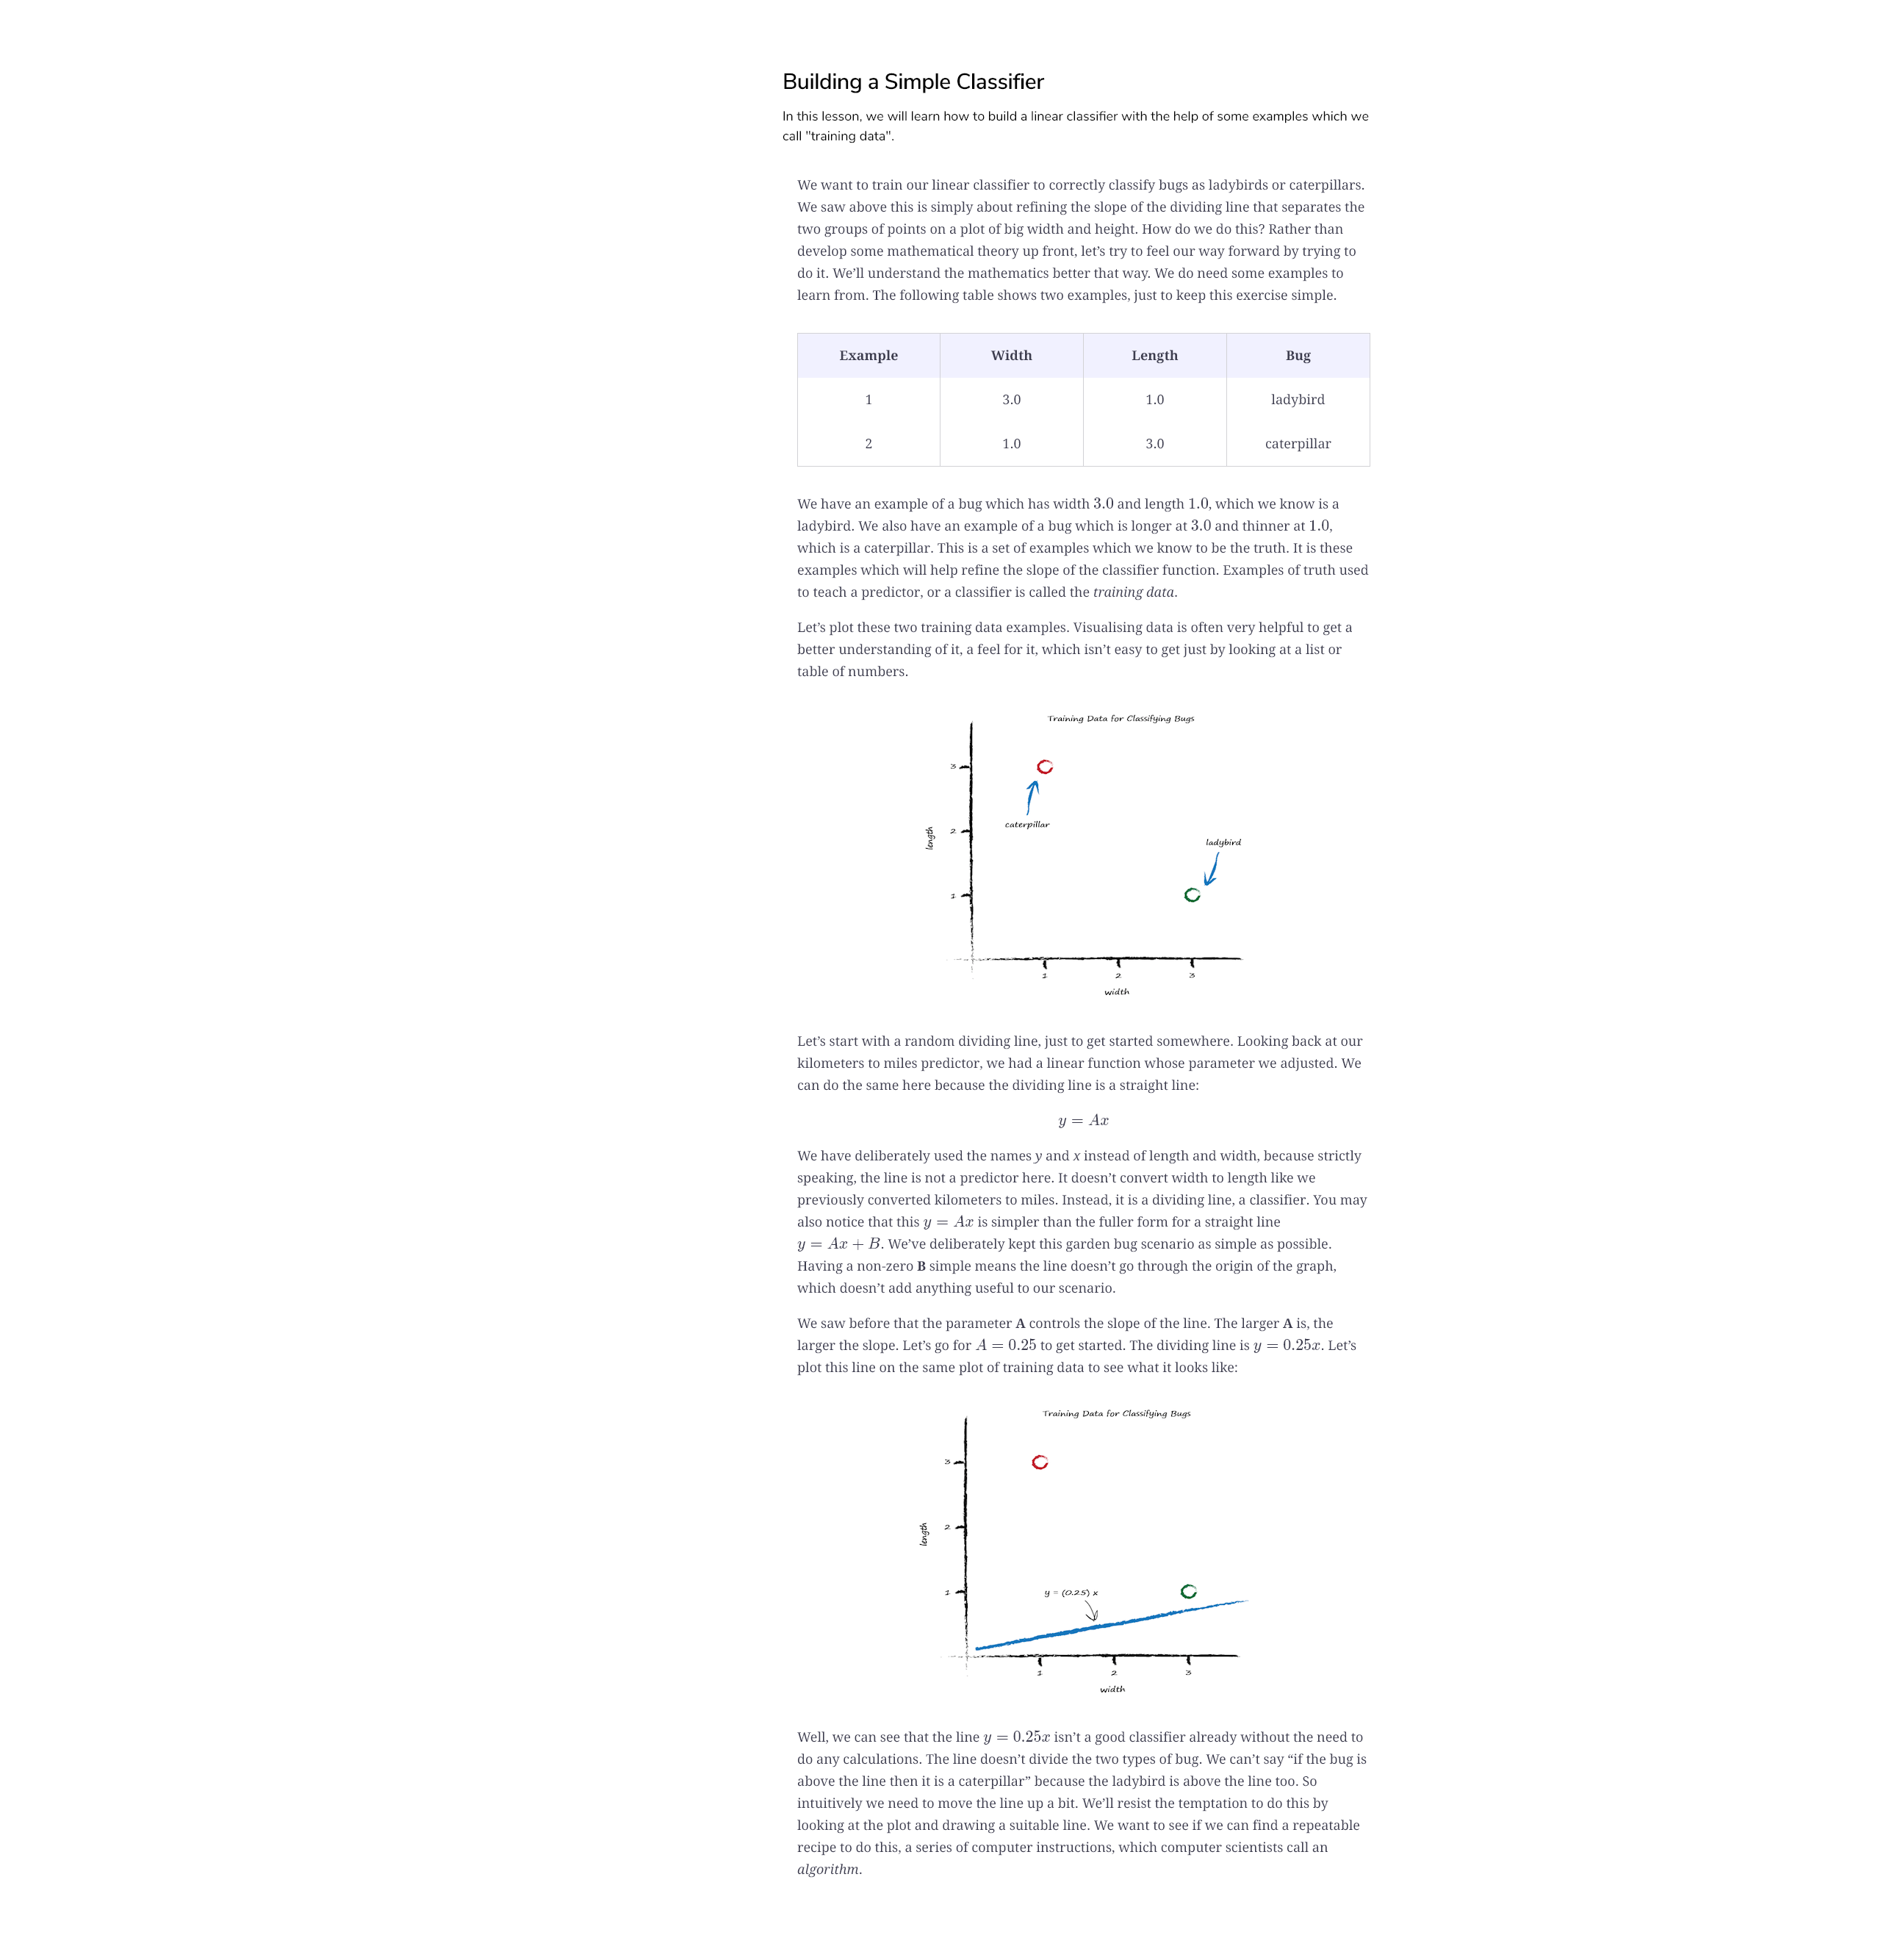 Building a Simple Classifier
In this lesson, we will learn how to build a linear classifier with the help of some examples which we
call "training data".
We want to train our linear classifier to correctly classify bugs as ladybirds or caterpillars.
We saw above this is simply about refining the slope of the dividing line that separates the
two groups of points on a plot of big width and height. How do we do this? Rather than
develop some mathematical theory up front, let’s try to feel our way forward by trying to
do it. We’ll understand the mathematics better that way. We do need some examples to
learn from. The following table shows two examples, just to keep this exercise simple.
Example Width Length Bug
1 3.0 1.0 ladybird
2 1.0 3.0 caterpillar
We have an example of a bug which has width 3.0 and length 1.0, which we know is a
ladybird. We also have an example of a bug which is longer at 3.0 and thinner at 1.0,
which is a caterpillar. This is a set of examples which we know to be the truth. It is these
examples which will help refine the slope of the classifier function. Examples of truth used
to teach a predictor, or a classifier is called the training data.
Let’s plot these two training data examples. Visualising data is often very helpful to get a
better understanding of it, a feel for it, which isn’t easy to get just by looking at a list or
table of numbers.
Training Data for Classifying Bugs
3
caterpillar
2
length
ladybird
1
1 2 3
width
Let’s start with a random dividing line, just to get started somewhere. Looking back at our
kilometers to miles predictor, we had a linear function whose parameter we adjusted. We
can do the same here because the dividing line is a straight line:
y = Ax
We have deliberately used the names y and x instead of length and width, because strictly
speaking, the line is not a predictor here. It doesn’t convert width to length like we
previously converted kilometers to miles. Instead, it is a dividing line, a classifier. You may
also notice that this y = Ax is simpler than the fuller form for a straight line
y = Ax + B. We’ve deliberately kept this garden bug scenario as simple as possible.
Having a non-zero B simple means the line doesn’t go through the origin of the graph,
which doesn’t add anything useful to our scenario.
We saw before that the parameter A controls the slope of the line. The larger A is, the
larger the slope. Let’s go for A = 0.25 to get started. The dividing line is y = 0.25x. Let’s
plot this line on the same plot of training data to see what it looks like:
Training Data for Classifying Bugs
3
2
length
1
y = (0.25) x
1 2 3
width
Well, we can see that the line y = 0.25x isn’t a good classifier already without the need to
do any calculations. The line doesn’t divide the two types of bug. We can’t say “if the bug is
above the line then it is a caterpillar” because the ladybird is above the line too. So
intuitively we need to move the line up a bit. We’ll resist the temptation to do this by
looking at the plot and drawing a suitable line. We want to see if we can find a repeatable
recipe to do this, a series of computer instructions, which computer scientists call an
algorithm.